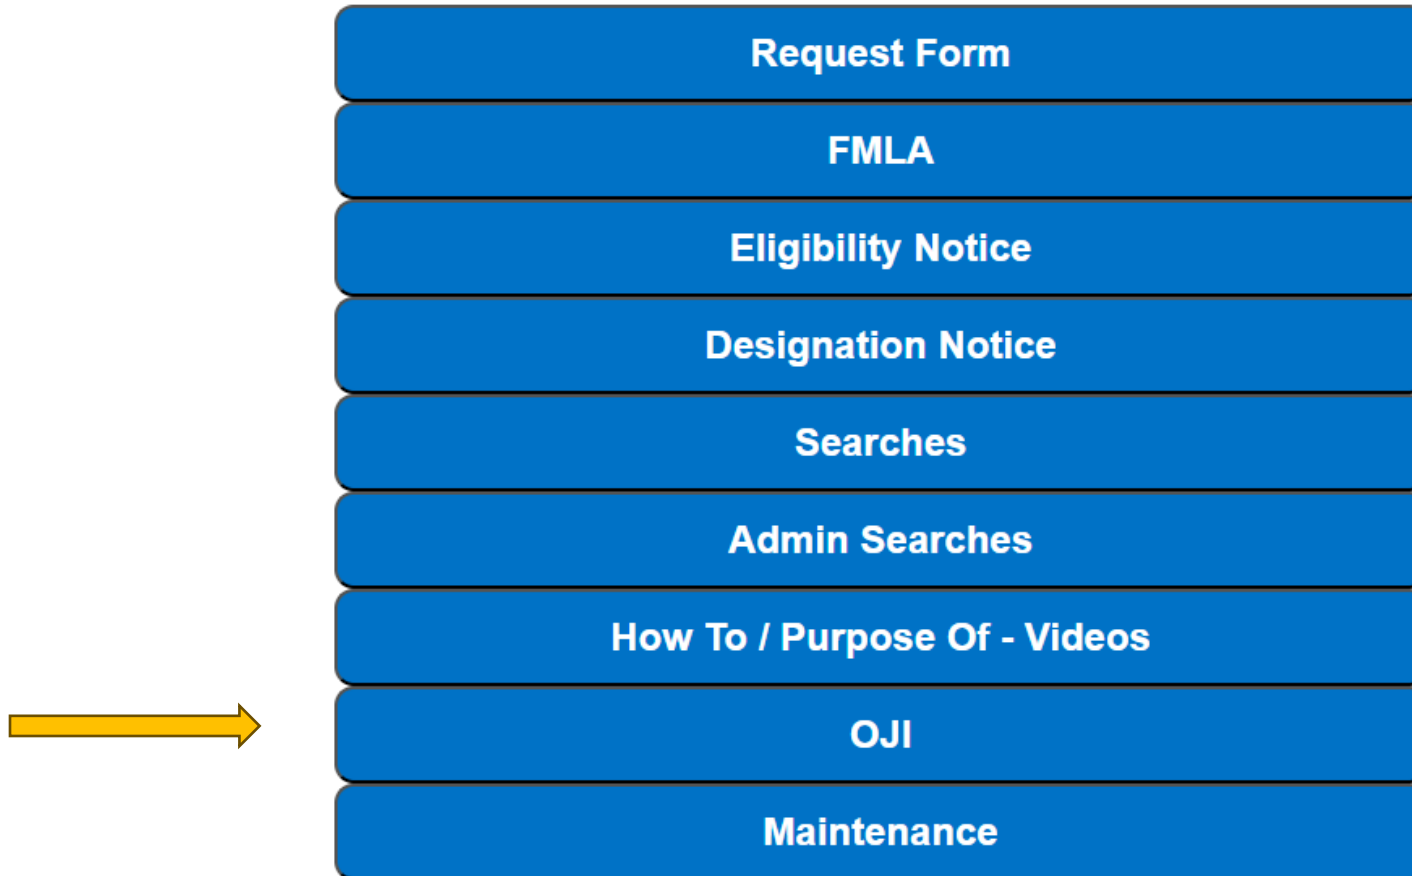 Request Form
FMLA
Eligibility Notice
Designation Notice
Searches
Admin Searches
How To / Purpose Of - Videos
OJI
Maintenance